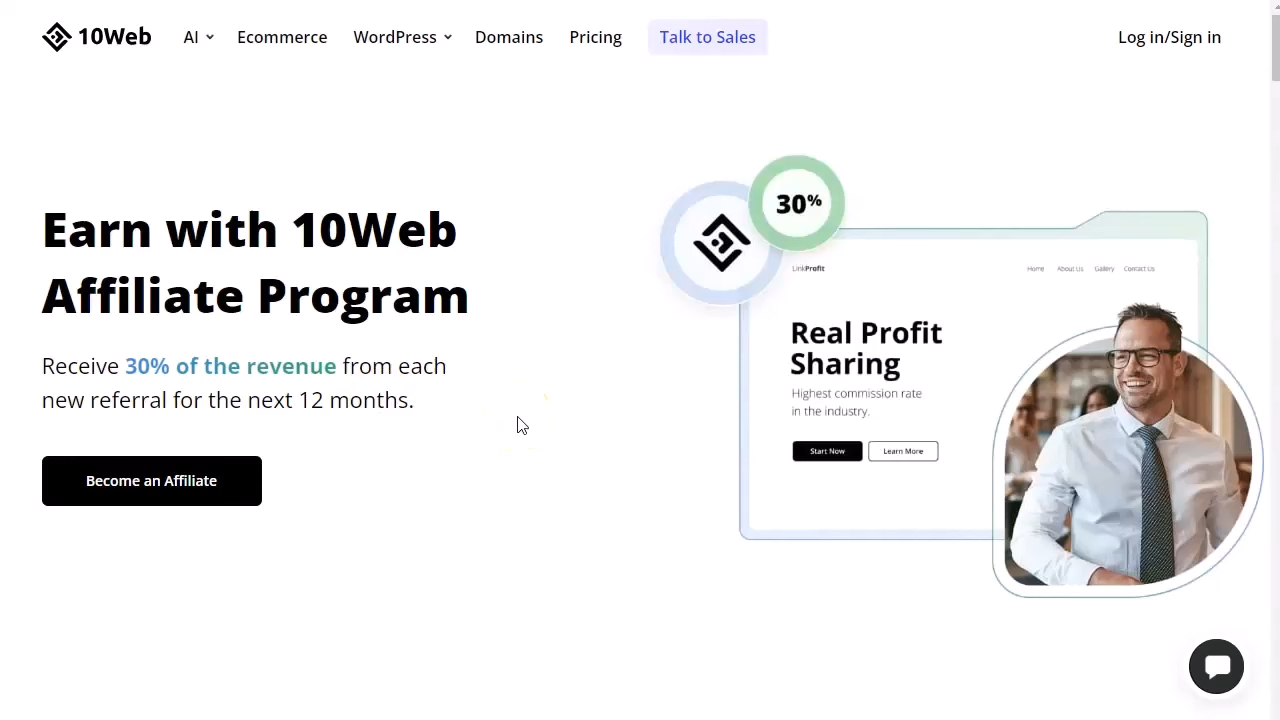 10Web
AI
Ecommerce
WordPress
Domains
Pricing
Talk to Sales
Log in/Sign in
Earn with 10Web
Affiliate Program
Receive 30% of the revenue from each
new referral for the next 12 months.
Become an Affiliate
30%
LinkProfit
Home
About Us
Gallery
Contact Us
Real Profit
Sharing
Highest commission rate
in the industry.
Start Now
Learn More